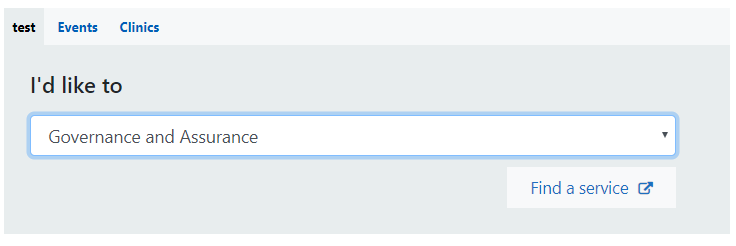 test Events Clinics
I'd like to
Governance and Assurance
Find a service